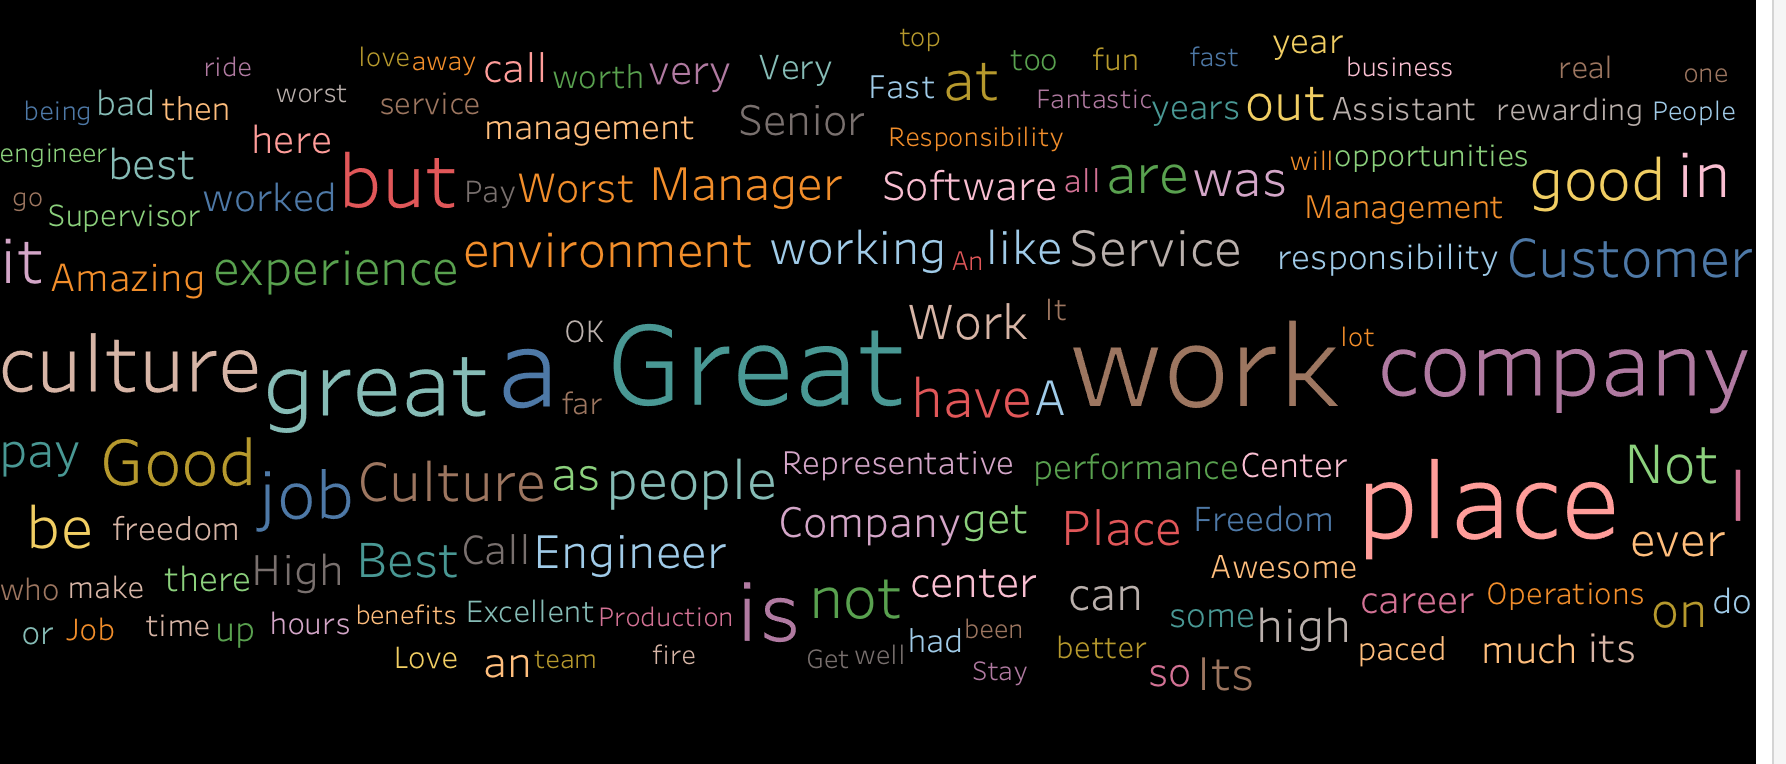 top
love away call worth very Very too fun fast year
ride business real one
being bad then worst service Fast at Fantastic years out Assistant rewarding People
here management Senior Responsibility
engineer best but Pay Worst Manager Software all are was will opportunities good in
go Supervisor worked Management
it Amazing experience environment working An like Service responsibility Customer
culture great a OK far Great Work It have A work lot company
pay Good job Culture as people Representative performance Center place Not I
be freedom Company get Place Freedom ever
who make there High Best Call Engineer is not center can Awesome career Operations on do
or Job time up hours benefits Excellent Production had been some high
Love an team fire Get well Stay better so Its paced much its